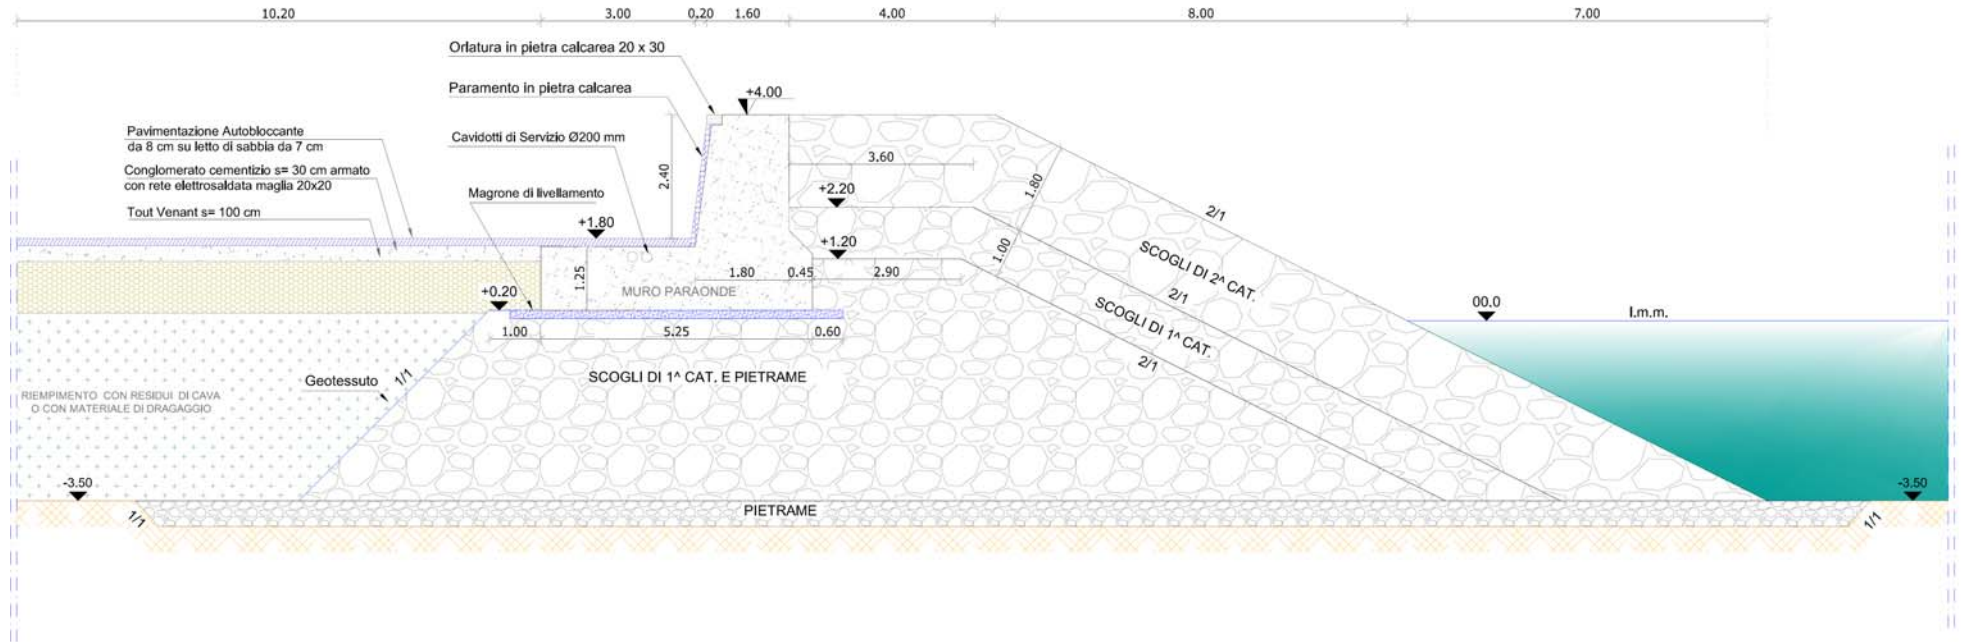 10.20
3.00
0.20
1.60
4.00
8.00
7.00
Orlatura in pietra calcarea 20 x 30
Paramento in pietra calcarea
+4.00
Pavimentazione Autobloccante
da 8 cm su letto di sabbia da 7 cm
Cavidotti di Servizio Ø200 mm
Conglomerato cementizio s= 30 cm armato
con rete elettrosaldata maglia 20x20
Magrone di livellamento
Tout Venant s= 100 cm
2.40
3.60
1.80
+2.20
2/1
+1.80
+1.20
1.00
SCOGLI DI 2^ CAT.
1.25
1.80
0.45
2.90
MURO PARAONDE
+0.20
2/1
SCOGLI DI 1^ CAT.
00.0
l.m.m.
1.00
5.25
0.60
2/1
SCOGLI DI 1^ CAT. E PIETRAME
Geotessuto
1/1
RIEMPIMENTO CON RESIDUI DI CAVA
O CON MATERIALE DI DRAGAGGIO
-3.50
-3.50
1/1
PIETRAME
1/1